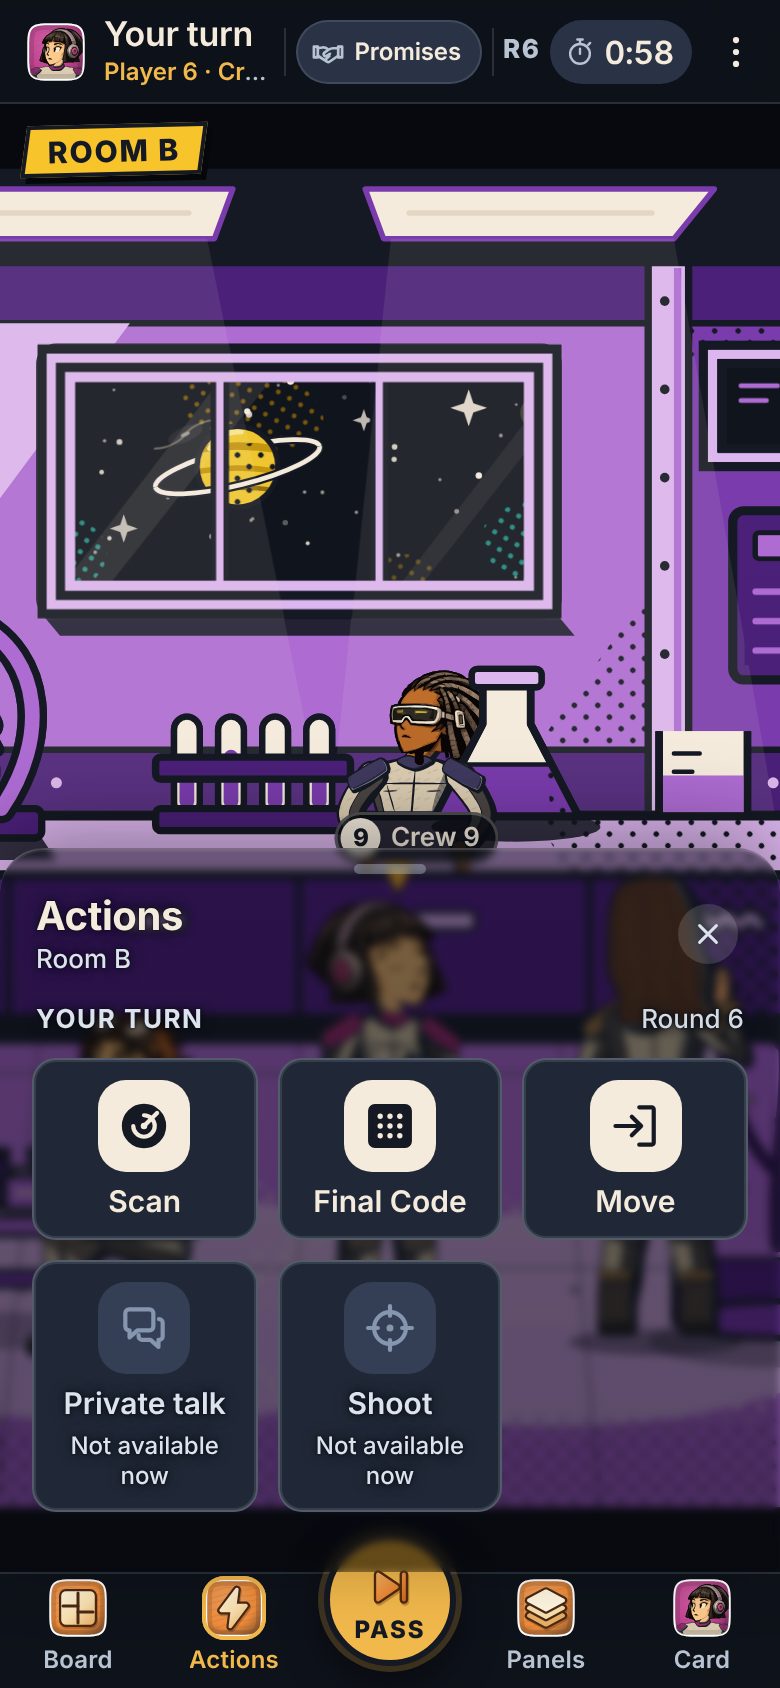 Your turn
Player 6 · Cr...
Promises
R6
0:58
ROOM B
9 Crew 9
Actions
Room B
YOUR TURN
Round 6
Scan
Final Code
Move
Private talk
Not available
now
Shoot
Not available
now
Board
Actions
PASS
Panels
Card